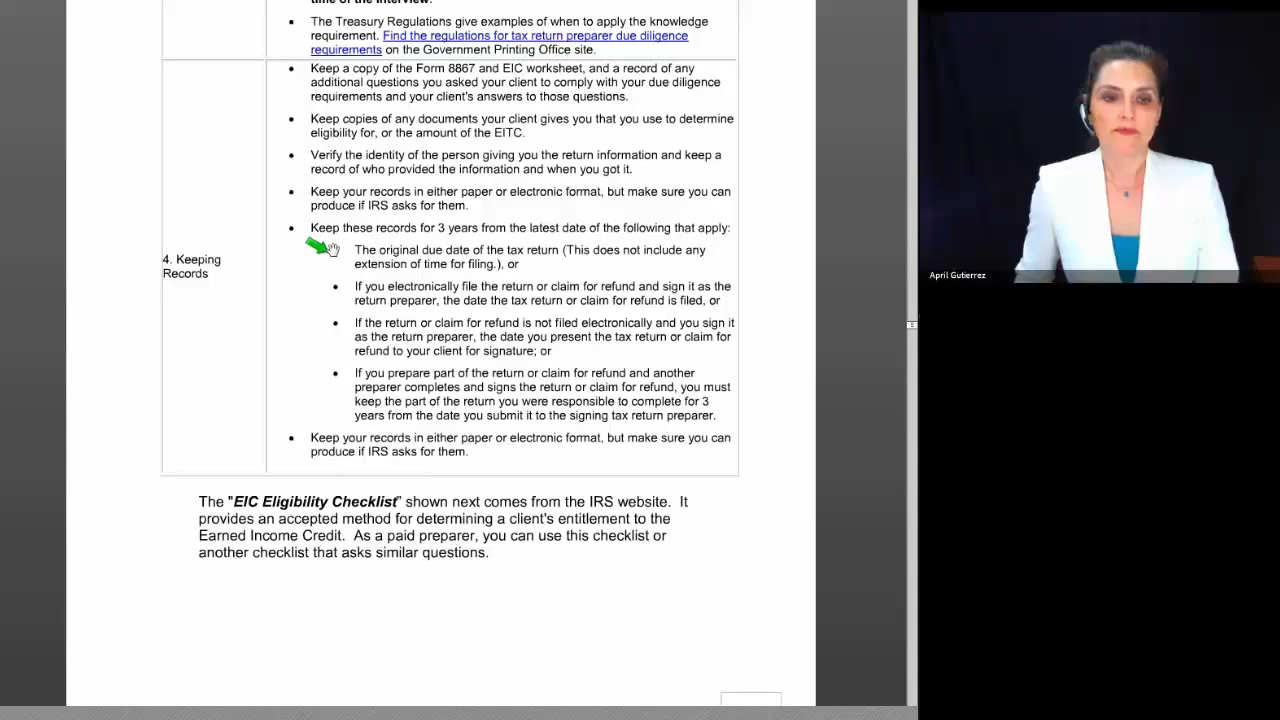 time of the interview.
• The Treasury Regulations give examples of when to apply the knowledge
requirement. Find the regulations for tax return preparer due diligence
requirements on the Government Printing Office site.
4. Keeping
Records
• Keep a copy of the Form 8867 and EIC worksheet, and a record of any
additional questions you asked your client to comply with your due diligence
requirements and your client's answers to those questions.
• Keep copies of any documents your client gives you that you use to determine
eligibility for, or the amount of the EITC.
• Verify the identity of the person giving you the return information and keep a
record of who provided the information and when you got it.
• Keep your records in either paper or electronic format, but make sure you can
produce if IRS asks for them.
• Keep these records for 3 years from the latest date of the following that apply:
The original due date of the tax return (This does not include any
extension of time for filing.), or
• If you electronically file the return or claim for refund and sign it as the
return preparer, the date the tax return or claim for refund is filed, or
• If the return or claim for refund is not filed electronically and you sign it
as the return preparer, the date you present the tax return or claim for
refund to your client for signature; or
• If you prepare part of the return or claim for refund and another
preparer completes and signs the return or claim for refund, you must
keep the part of the return you were responsible to complete for 3
years from the date you submit it to the signing tax return preparer.
• Keep your records in either paper or electronic format, but make sure you can
produce if IRS asks for them.
The "EIC Eligibility Checklist” shown next comes from the IRS website. It
provides an accepted method for determining a client's entitlement to the
Earned Income Credit. As a paid preparer, you can use this checklist or
another checklist that asks similar questions.
April Gutierrez